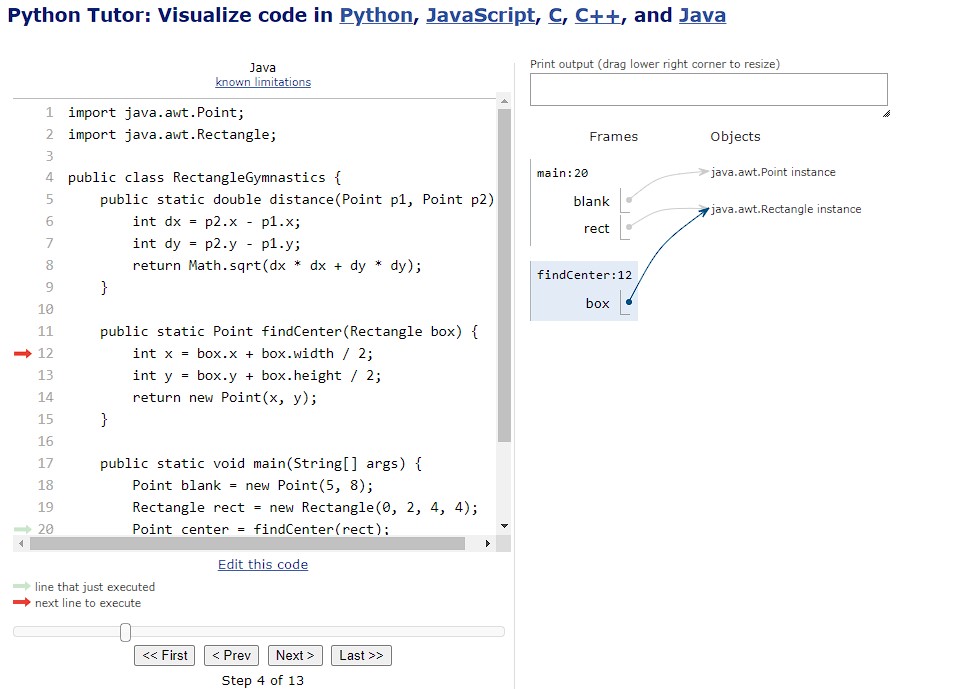 Python Tutor: Visualize code in Python, JavaScript, C, C++, and Java
Java
known limitations
1 import java.awt.Point;
2 import java.awt.Rectangle;
3
4 public class RectangleGymnastics {
5 public static double distance(Point p1, Point p2)
6 int dx = p2.x - p1.x;
7 int dy = p2.y - p1.y;
8 return Math.sqrt(dx * dx + dy * dy);
9 }
10
11 public static Point findCenter(Rectangle box) {
12 int x = box.x + box.width / 2;
13 int y = box.y + box.height / 2;
14 return new Point(x, y);
15 }
16
17 public static void main(String[] args) {
18 Point blank = new Point(5, 8);
19 Rectangle rect = new Rectangle(0, 2, 4, 4);
20 Point center = findCenter(rect);
Edit this code
line that just executed
next line to execute
<< First < Prev Next > Last >>
Step 4 of 13
Print output (drag lower right corner to resize)
Frames Objects
main:20
blank
rect
java.awt.Point instance
java.awt.Rectangle instance
findCenter:12
box